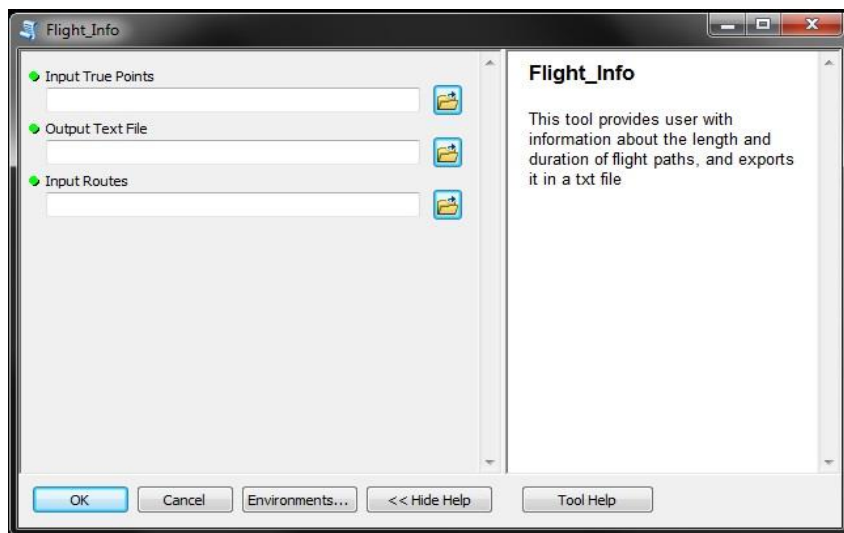 Flight_Info
Input True Points
Output Text File
Input Routes
Flight_Info
This tool provides user with
information about the length and
duration of flight paths, and exports
it in a txt file
OK
Cancel
Environments...
<< Hide Help
Tool Help